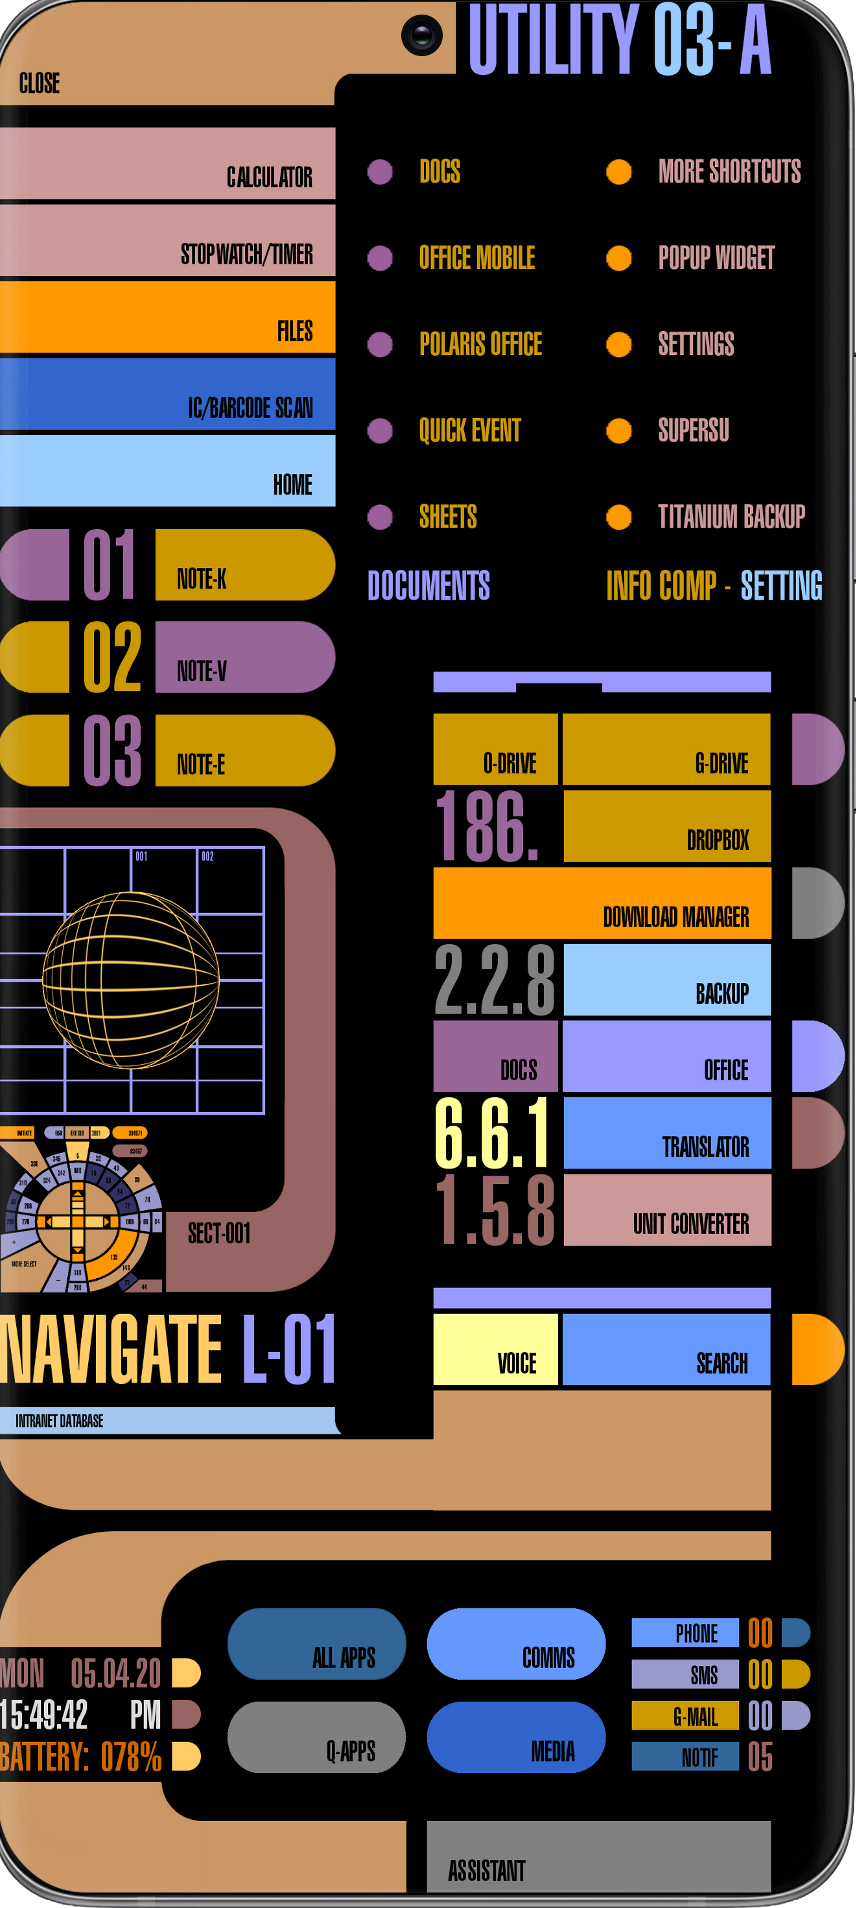 UTILITY 03-A
CLOSE
CALCULATOR
STOPWATCH/TIMER
FILES
IC/BARCODE SCAN
HOME
DOCS
OFFICE MOBILE
POLARIS OFFICE
QUICK EVENT
SHEETS
DOCUMENTS
MORE SHORTCUTS
POPUP WIDGET
SETTINGS
SUPERSU
TITANIUM BACKUP
INFO COMP - SETTING
01 NOTE-K
02 NOTE-V
03 NOTE-E
001 002
SECT-001
NAVIGATE L-01
INTRANET DATABASE
O-DRIVE G-DRIVE
186. DROPBOX
DOWNLOAD MANAGER
2.2.8 BACKUP
DOCS OFFICE
6.6.1 TRANSLATOR
1.5.8 UNIT CONVERTER
VOICE SEARCH
MON 05.04.20
15:49:42 PM
BATTERY: 078%
ALL APPS COMMS
Q-APPS MEDIA
PHONE 00
SMS 00
G-MAIL 00
NOTIF 05
ASSISTANT